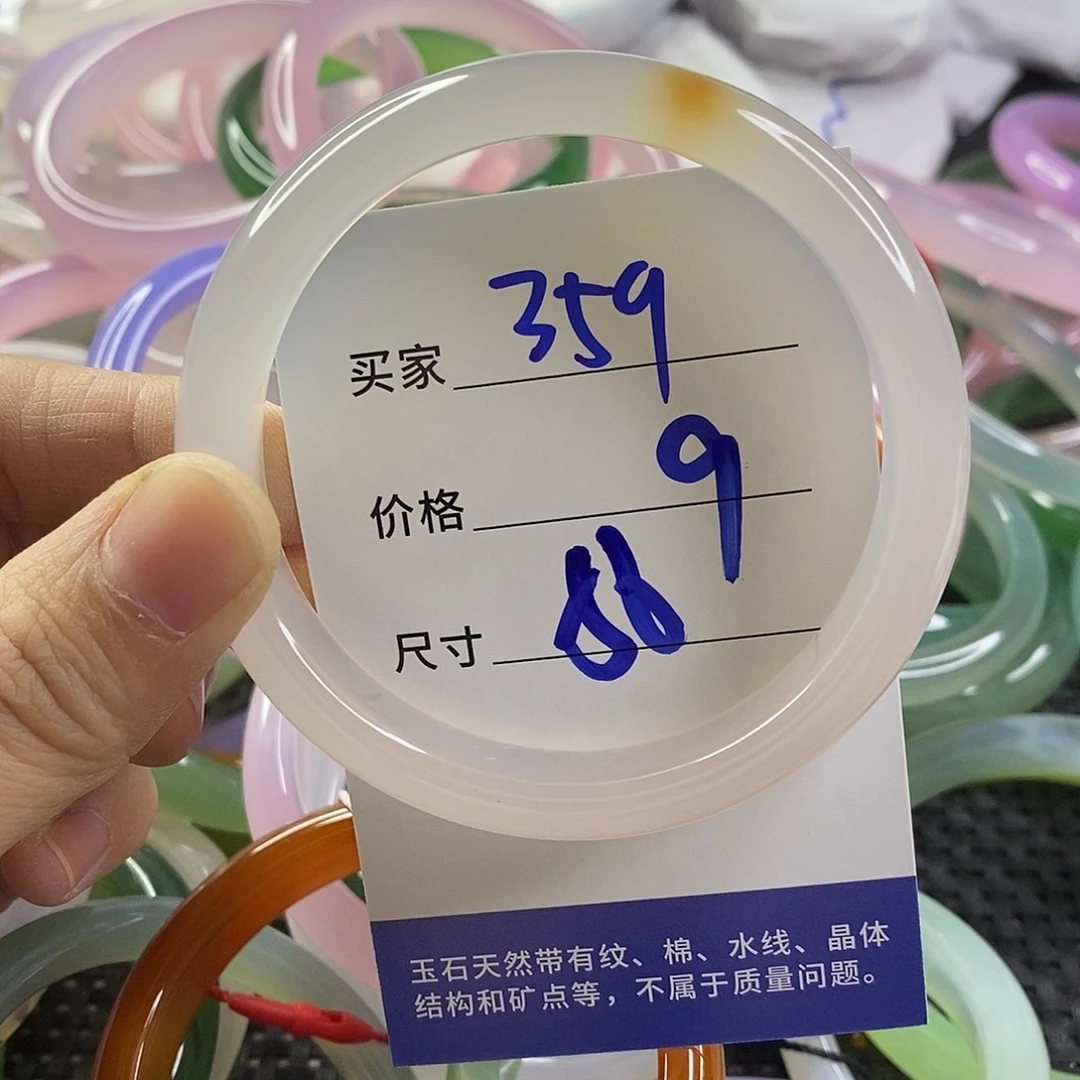 买家 359
价格 9
尺寸
玉石天然带有纹、棉、水线、晶体
结构和矿点等，不属于质量问题。